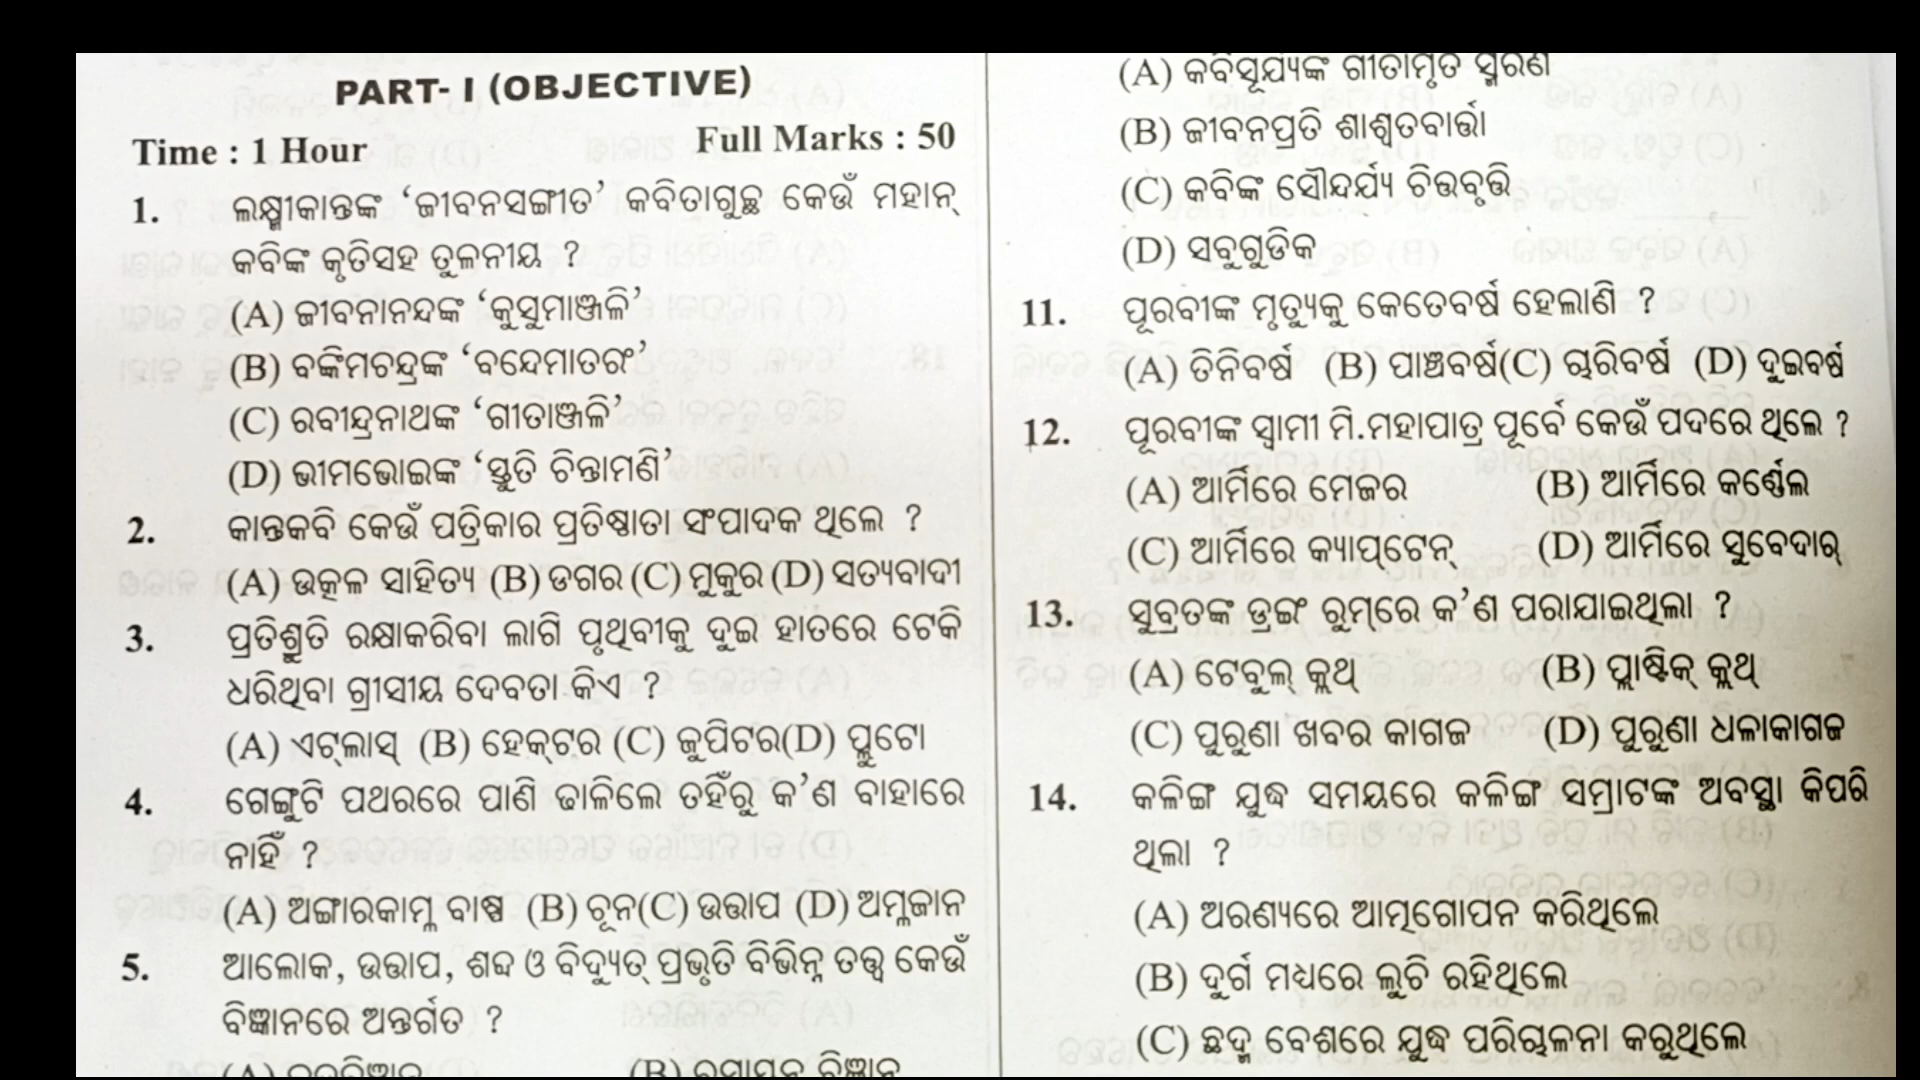 PART- I (OBJECTIVE)
Time : 1 Hour Full Marks : 50
1. ଲକ୍ଷ୍ମୀକାନ୍ତଙ୍କ ‘ଜୀବନସଙ୍ଗୀତ’ କବିତାଗୁଚ୍ଛ କେଉଁ ମହାନ୍
କବିଙ୍କ କୃତିସହ ତୁଳନୀୟ ?
(A) ଜୀବନାନନ୍ଦଙ୍କ ‘କୁସୁମାଞ୍ଜଳି’
(B) ବଙ୍କିମଚନ୍ଦ୍ରଙ୍କ ‘ବନ୍ଦେମାତରଂ’
(C) ରବୀନ୍ଦ୍ରନାଥଙ୍କ ‘ଗୀତାଞ୍ଜଳି’
(D) ଭୀମଭୋଇଙ୍କ ‘ସ୍ତୁତି ଚିନ୍ତାମଣି’
2. କାନ୍ତକବି କେଉଁ ପତ୍ରିକାର ପ୍ରତିଷ୍ଠାତା ସଂପାଦକ ଥିଲେ ?
(A) ଉତ୍କଳ ସାହିତ୍ୟ (B) ଡଗର (C) ମୁକୁର (D) ସତ୍ୟବାଦୀ
3. ପ୍ରତିଶ୍ରୁତି ରକ୍ଷାକରିବା ଲାଗି ପୃଥିବୀକୁ ଦୁଇ ହାତରେ ଟେକି
ଧରିଥିବା ଗ୍ରୀସୀୟ ଦେବତା କିଏ ?
(A) ଏଟ୍‌ଲାସ୍ (B) ହେକ୍‌ଟର (C) ଜୁପିଟର(D) ପ୍ଲୁଟୋ
4. ଗେଙ୍ଗୁଟି ପଥରରେ ପାଣି ଢାଳିଲେ ତହିଁରୁ କ’ଣ ବାହାରେ
ନାହିଁ ?
(A) ଅଙ୍ଗାରକାମ୍ଳ ବାଷ୍ପ (B) ଚୂନ(C) ଉତ୍ତାପ (D) ଅମ୍ଳଜାନ
5. ଆଲୋକ, ଉତ୍ତାପ, ଶବ୍ଦ ଓ ବିଦ୍ୟୁତ୍ ପ୍ରଭୃତି ବିଭିନ୍ନ ତତ୍ତ୍ୱ କେଉଁ
ବିଜ୍ଞାନରେ ଅନ୍ତର୍ଗତ ?
(A) (B) ରସାୟନ ବିଜ୍ଞାନ
(A) କବିସୂର୍ଯ୍ୟଙ୍କ ଗୀତାମୃତ ସ୍ମରଣ
(B) ଜୀବନପ୍ରତି ଶାଶ୍ୱତବାର୍ତ୍ତା
(C) କବିଙ୍କ ସୌନ୍ଦର୍ଯ୍ୟ ଚିତ୍ତବୃତ୍ତି
(D) ସବୁଗୁଡିକ
11. ପୂରବୀଙ୍କ ମୃତ୍ୟୁକୁ କେତେବର୍ଷ ହେଲାଣି ?
(A) ତିନିବର୍ଷ (B) ପାଞ୍ଚବର୍ଷ(C) ଚାରିବର୍ଷ (D) ଦୁଇବର୍ଷ
12. ପୂରବୀଙ୍କ ସ୍ୱାମୀ ମି.ମହାପାତ୍ର ପୂର୍ବେ କେଉଁ ପଦରେ ଥିଲେ ?
(A) ଆର୍ମିରେ ମେଜର (B) ଆର୍ମିରେ କର୍ଣ୍ଣେଲ
(C) ଆର୍ମିରେ କ୍ୟାପ୍‌ଟେନ୍ (D) ଆର୍ମିରେ ସୁବେଦାର୍
13. ସୁବ୍ରତଙ୍କ ଡ୍ରଇଂ ରୁମ୍‌ରେ କ’ଣ ପରାଯାଇଥିଲା ?
(A) ଟେବୁଲ୍ କ୍ଲଥ୍ (B) ପ୍ଲାଷ୍ଟିକ୍ କ୍ଲଥ୍
(C) ପୁରୁଣା ଖବର କାଗଜ (D) ପୁରୁଣା ଧଳାକାଗଜ
14. କଳିଙ୍ଗ ଯୁଦ୍ଧ ସମୟରେ କଳିଙ୍ଗ ସମ୍ରାଟଙ୍କ ଅବସ୍ଥା କିପରି
ଥିଲା ?
(A) ଅରଣ୍ୟରେ ଆତ୍ମଗୋପନ କରିଥିଲେ
(B) ଦୁର୍ଗ ମଧ୍ୟରେ ଲୁଚି ରହିଥିଲେ
(C) ଛଦ୍ମ ବେଶରେ ଯୁଦ୍ଧ ପରିଚାଳନା କରୁଥିଲେ